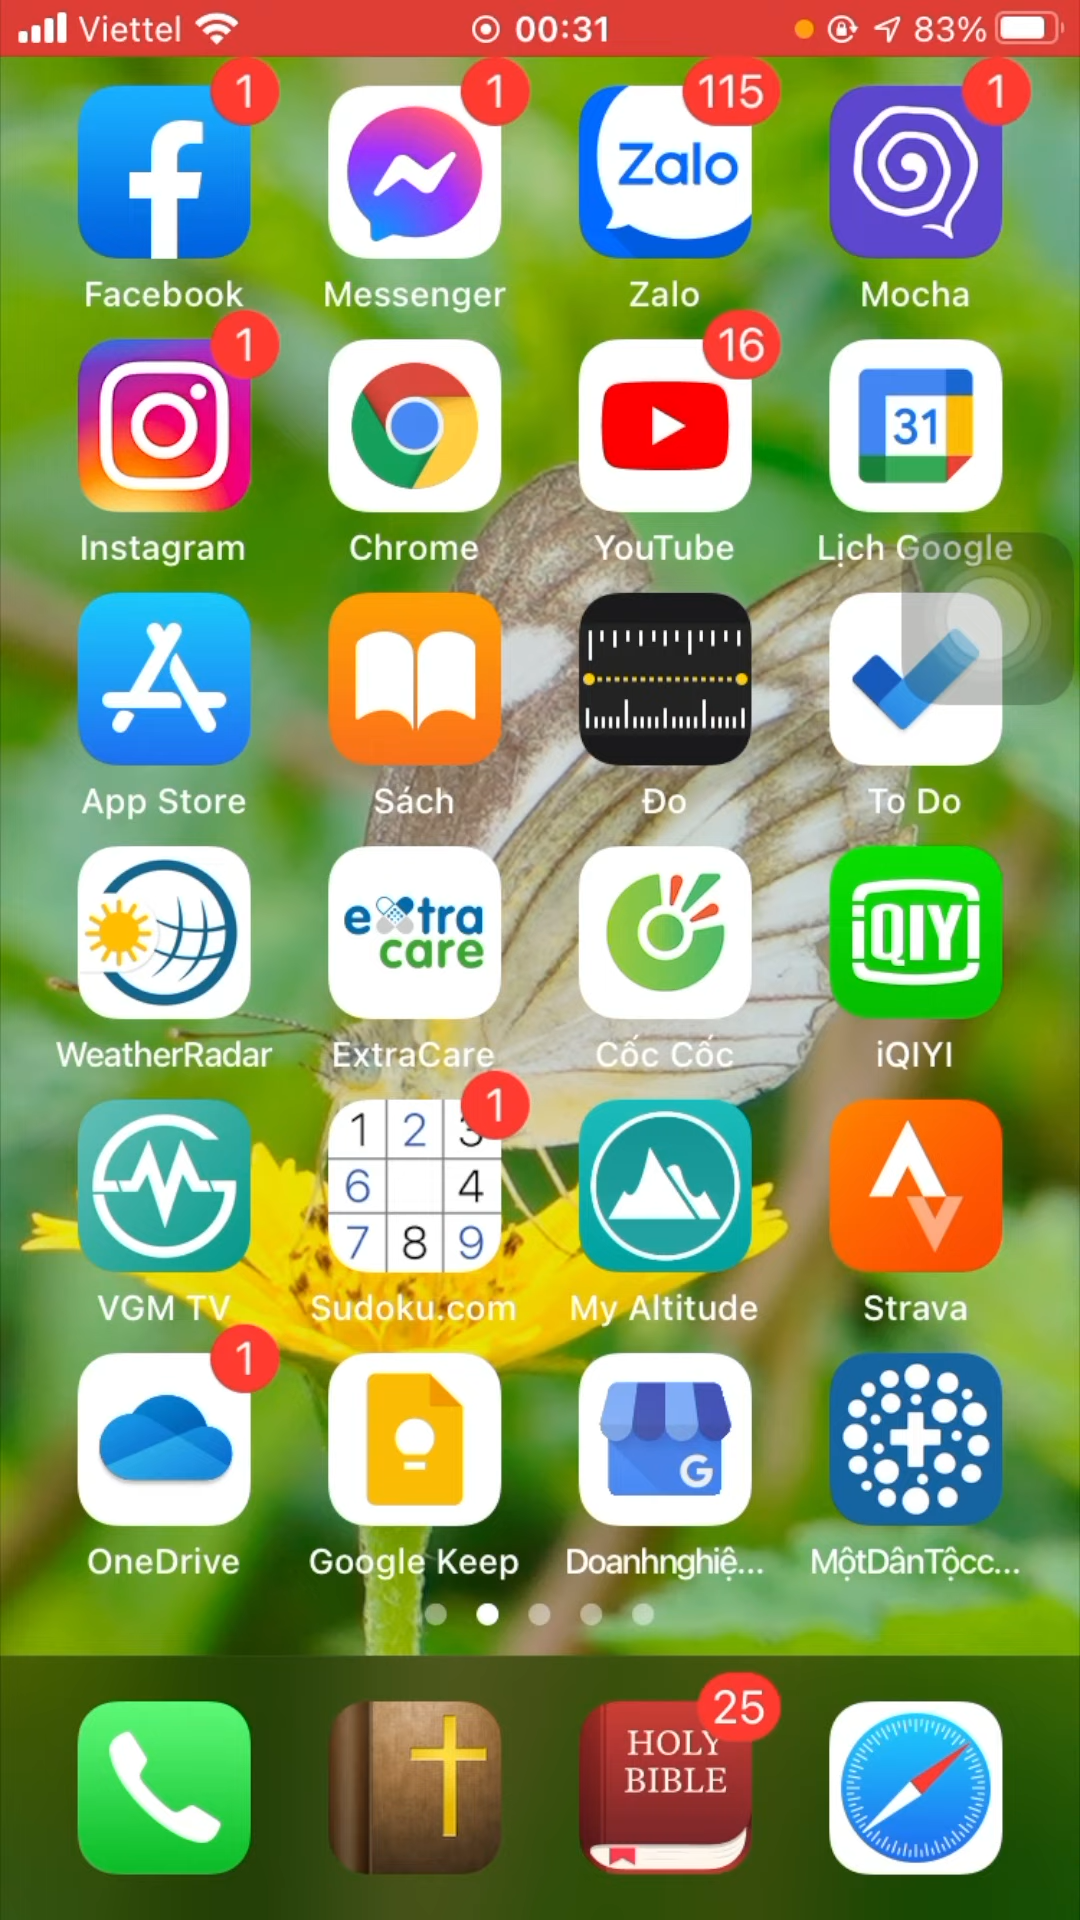 Viettel 00:31 83%
1 1 115 1
Zalo
Facebook Messenger Zalo Mocha
1 16
31
Instagram Chrome YouTube Lịch Google
App Store Sách Đo To Do
extra care iQIYI
WeatherRadar ExtraCare Cốc Cốc iQIYI
1
1 2 3
6 4
7 8 9
VGM TV Sudoku.com My Altitude Strava
1
G
OneDrive Google Keep Doanhnghiệ... MộtDânTộcc...
25
HOLY
BIBLE